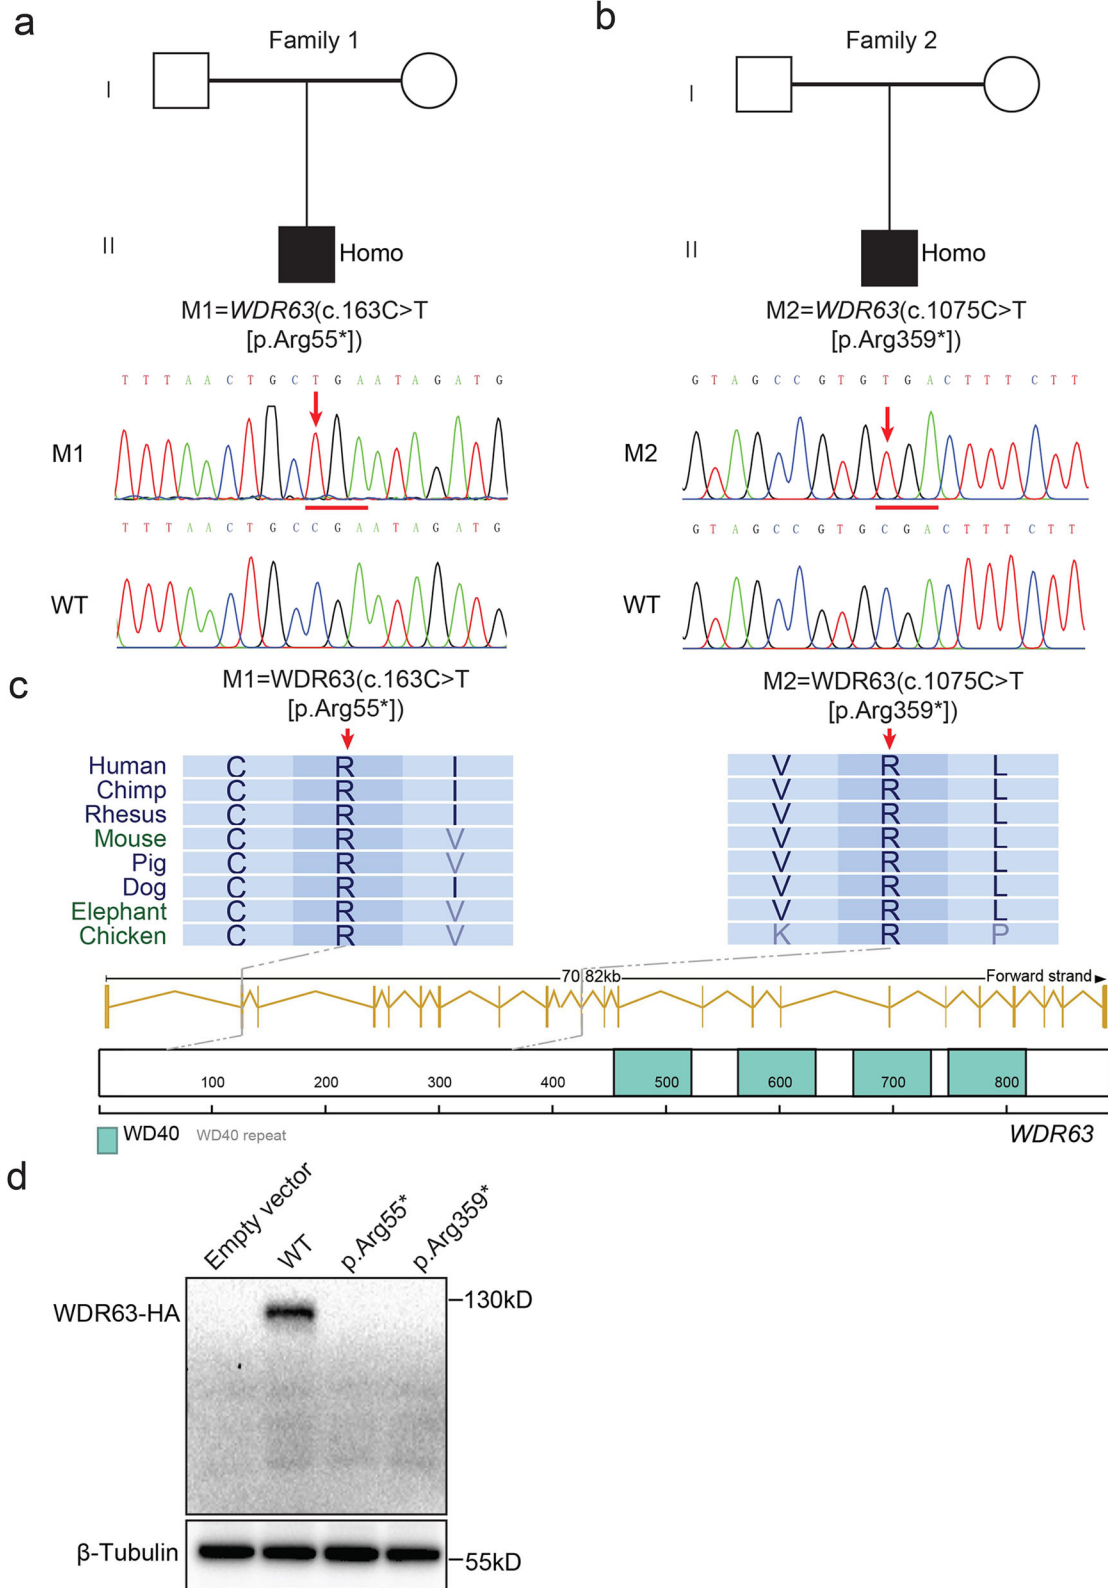 a
Family 1
I
II
Homo
M1=WDR63(c.163C>T
[p.Arg55*])
T T T A A C T G C T G A A T A G A T G
M1
T T T A A C T G C C G A A T A G A T G
WT
b
Family 2
I
II
Homo
M2=WDR63(c.1075C>T
[p.Arg359*])
G T A G C C G T G T G A C T T T C T T
M2
G T A G C C G T G C G A C T T T C T T
WT
c
M1=WDR63(c.163C>T
[p.Arg55*])
M2=WDR63(c.1075C>T
[p.Arg359*])
Human C R I V R L
Chimp C R I V R L
Rhesus C R I V R L
Mouse C R V V R L
Pig C R V V R L
Dog C R I V R L
Elephant C R V V R L
Chicken C R V K R P
70.82kb
Forward strand
100 200 300 400 500 600 700 800
WD40 WD40 repeat
WDR63
d
Empty vector
WT
p.Arg55*
p.Arg359*
WDR63-HA
130kD
β-Tubulin
55kD